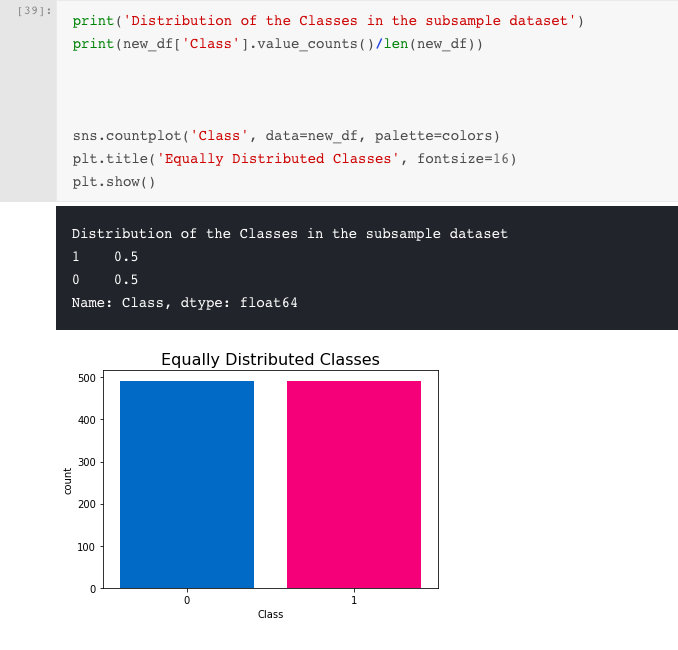 [39]:
print('Distribution of the Classes in the subsample dataset')
print(new_df['Class'].value_counts()/len(new_df))
sns.countplot('Class', data=new_df, palette=colors)
plt.title('Equally Distributed Classes', fontsize=16)
plt.show()
Distribution of the Classes in the subsample dataset
1    0.5
0    0.5
Name: Class, dtype: float64
Equally Distributed Classes
500
400
300
200
100
0
count
0 1
Class